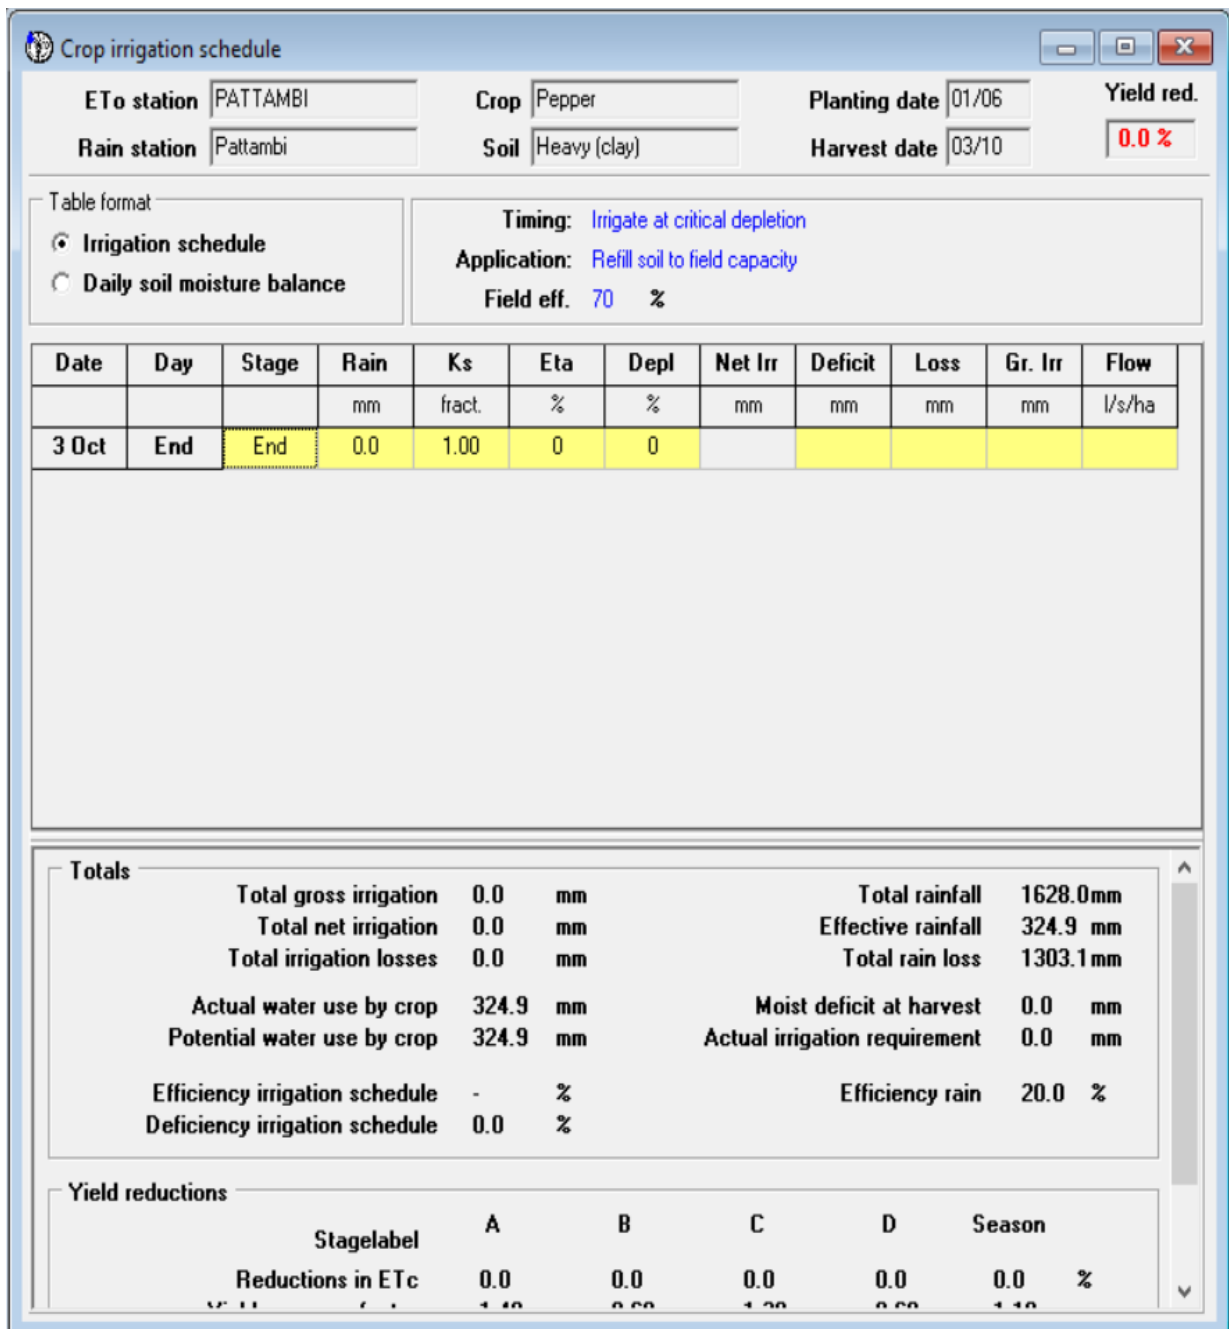 Crop irrigation schedule
ETo station PATTAMBI Crop Pepper Planting date 01/06 Yield red.
Rain station Pattambi Soil Heavy (clay) Harvest date 03/10 0.0 %
Table format
Irrigation schedule
Daily soil moisture balance
Timing: Irrigate at critical depletion
Application: Refill soil to field capacity
Field eff. 70 %
Date Day Stage Rain Ks Eta Depl Net Irr Deficit Loss Gr. Irr Flow
mm fract. % % mm mm mm mm l/s/ha
3 Oct End End 0.0 1.00 0 0
Totals
Total gross irrigation 0.0 mm Total rainfall 1628.0mm
Total net irrigation 0.0 mm Effective rainfall 324.9 mm
Total irrigation losses 0.0 mm Total rain loss 1303.1mm
Actual water use by crop 324.9 mm Moist deficit at harvest 0.0 mm
Potential water use by crop 324.9 mm Actual irrigation requirement 0.0 mm
Efficiency irrigation schedule - % Efficiency rain 20.0 %
Deficiency irrigation schedule 0.0 %
Yield reductions
Stagelabel A B C D Season
Reductions in ETc 0.0 0.0 0.0 0.0 0.0 %